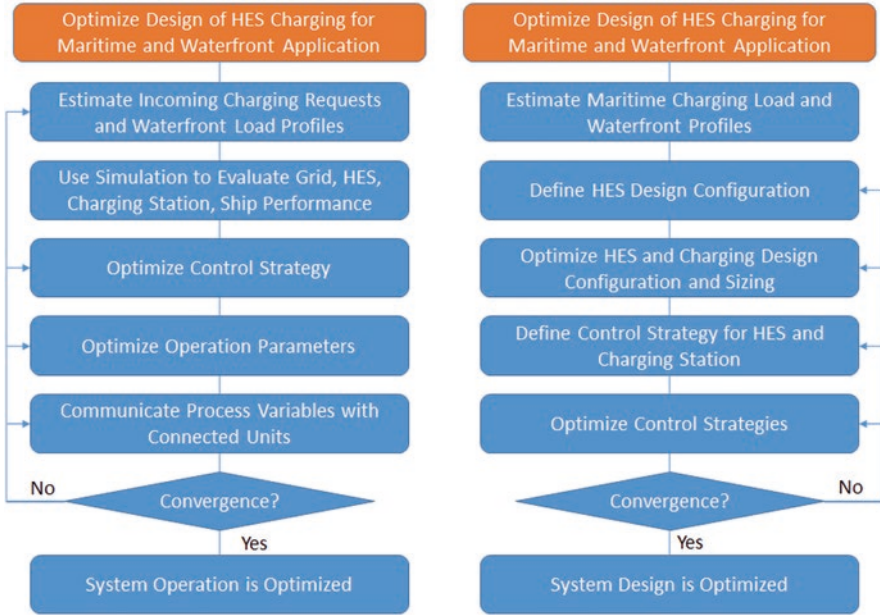 Optimize Design of HES Charging for
Maritime and Waterfront Application
Estimate Incoming Charging Requests
and Waterfront Load Profiles
Use Simulation to Evaluate Grid, HES,
Charging Station, Ship Performance
Optimize Control Strategy
Optimize Operation Parameters
Communicate Process Variables with
Connected Units
No
Convergence?
Yes
System Operation is Optimized
Optimize Design of HES Charging for
Maritime and Waterfront Application
Estimate Maritime Charging Load and
Waterfront Profiles
Define HES Design Configuration
Optimize HES and Charging Design
Configuration and Sizing
Define Control Strategy for HES and
Charging Station
Optimize Control Strategies
Convergence?
No
Yes
System Design is Optimized